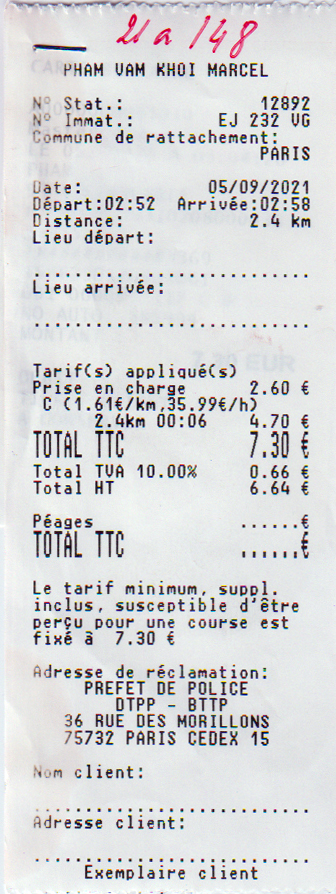 21 a 148
PHAM VAM KHOI MARCEL
N° Stat.: 12892
N° Immat.: EJ 232 VG
Commune de rattachement:
PARIS
Date: 05/09/2021
Départ:02:52 Arrivée:02:58
Distance: 2.4 km
Lieu départ:
..............................
Lieu arrivée:
..............................
Tarif(s) appliqué(s)
Prise en charge 2.60 €
C (1.61€/km,35.99€/h)
2.4km 00:06 4.70 €
TOTAL TTC 7.30 €
Total TVA 10.00% 0.66 €
Total HT 6.64 €
Péages ......€
TOTAL TTC ......€
Le tarif minimum, suppl.
inclus, susceptible d'être
perçu pour une course est
fixé à 7.30 €
Adresse de réclamation:
PREFET DE POLICE
DTPP - BTTP
36 RUE DES MORILLONS
75732 PARIS CEDEX 15
Nom client:
..............................
Adresse client:
..............................
Exemplaire client